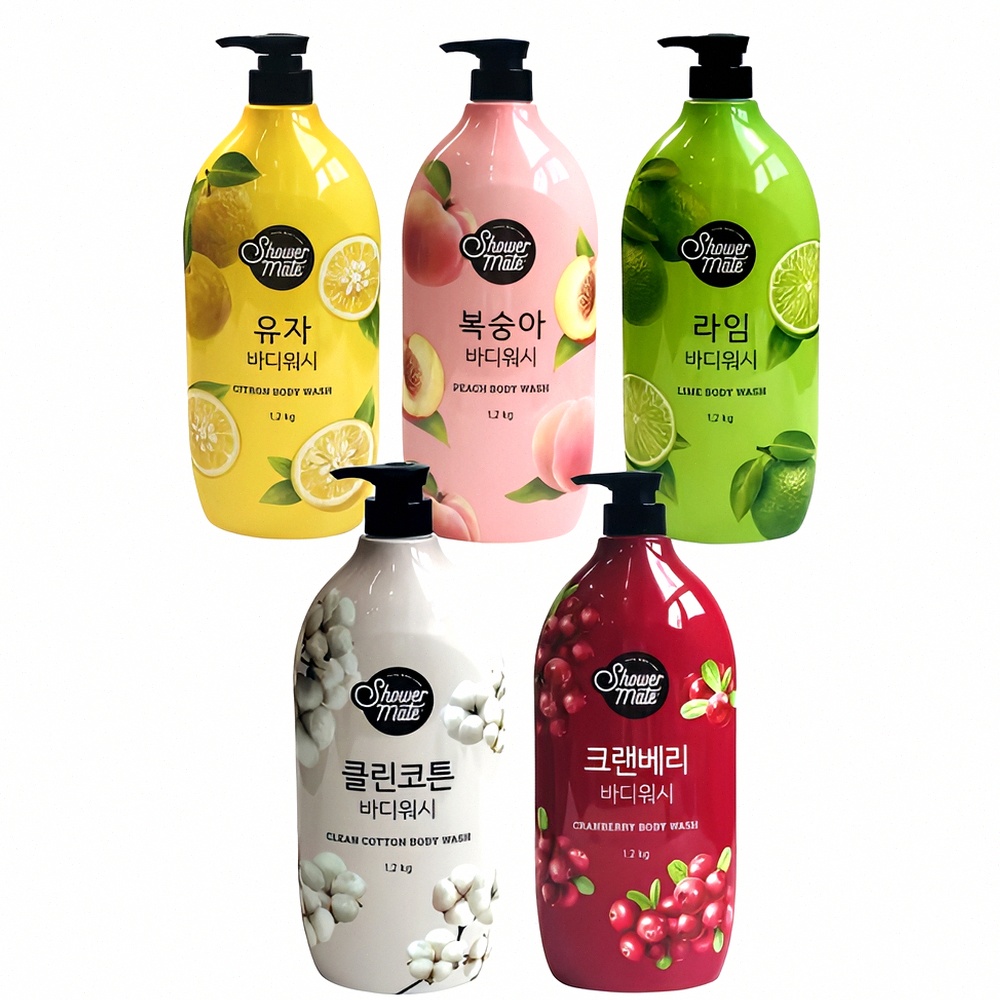 Shower
Mate
유자
바디워시
CITRON BODY WASH
1.2 kg
Shower
Mate
복숭아
바디워시
PEACH BODY WASH
1.2 kg
Shower
Mate
라임
바디워시
LIME BODY WASH
1.2 kg
Shower
Mate
클린코튼
바디워시
CLEAN COTTON BODY WASH
1.2 kg
Shower
Mate
크랜베리
바디워시
CRANBERRY BODY WASH
1.2 kg